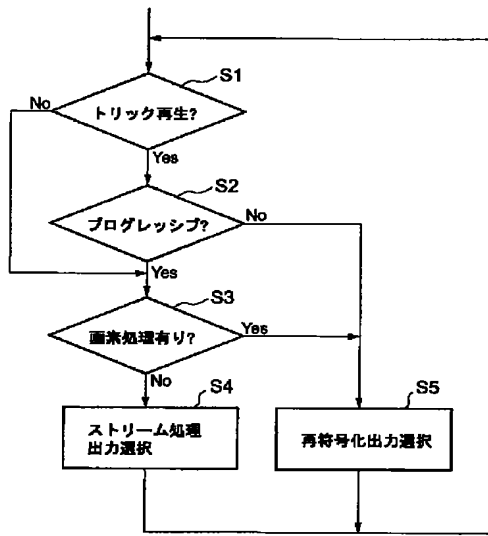 S1
トリック再生?
No
Yes
S2
プログレッシブ?
No
Yes
S3
画素処理有り?
Yes
No
S4
ストリーム処理
出力選択
S5
再符号化出力選択